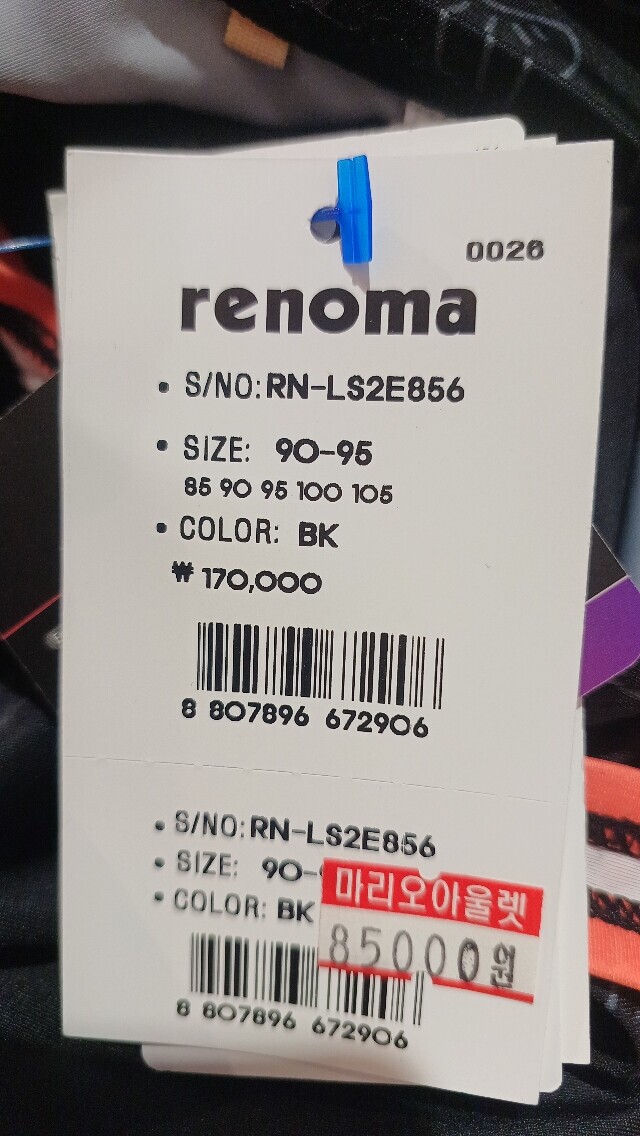 0026
renoma
• S/NO: RN-LS2E856
• SIZE: 90-95
85 90 95 100 105
• COLOR: BK
₩ 170,000
8 807896 672906
• S/NO: RN-LS2E856
• SIZE: 90-
마리오아울렛
• COLOR: BK
85000원
8 807896 672906